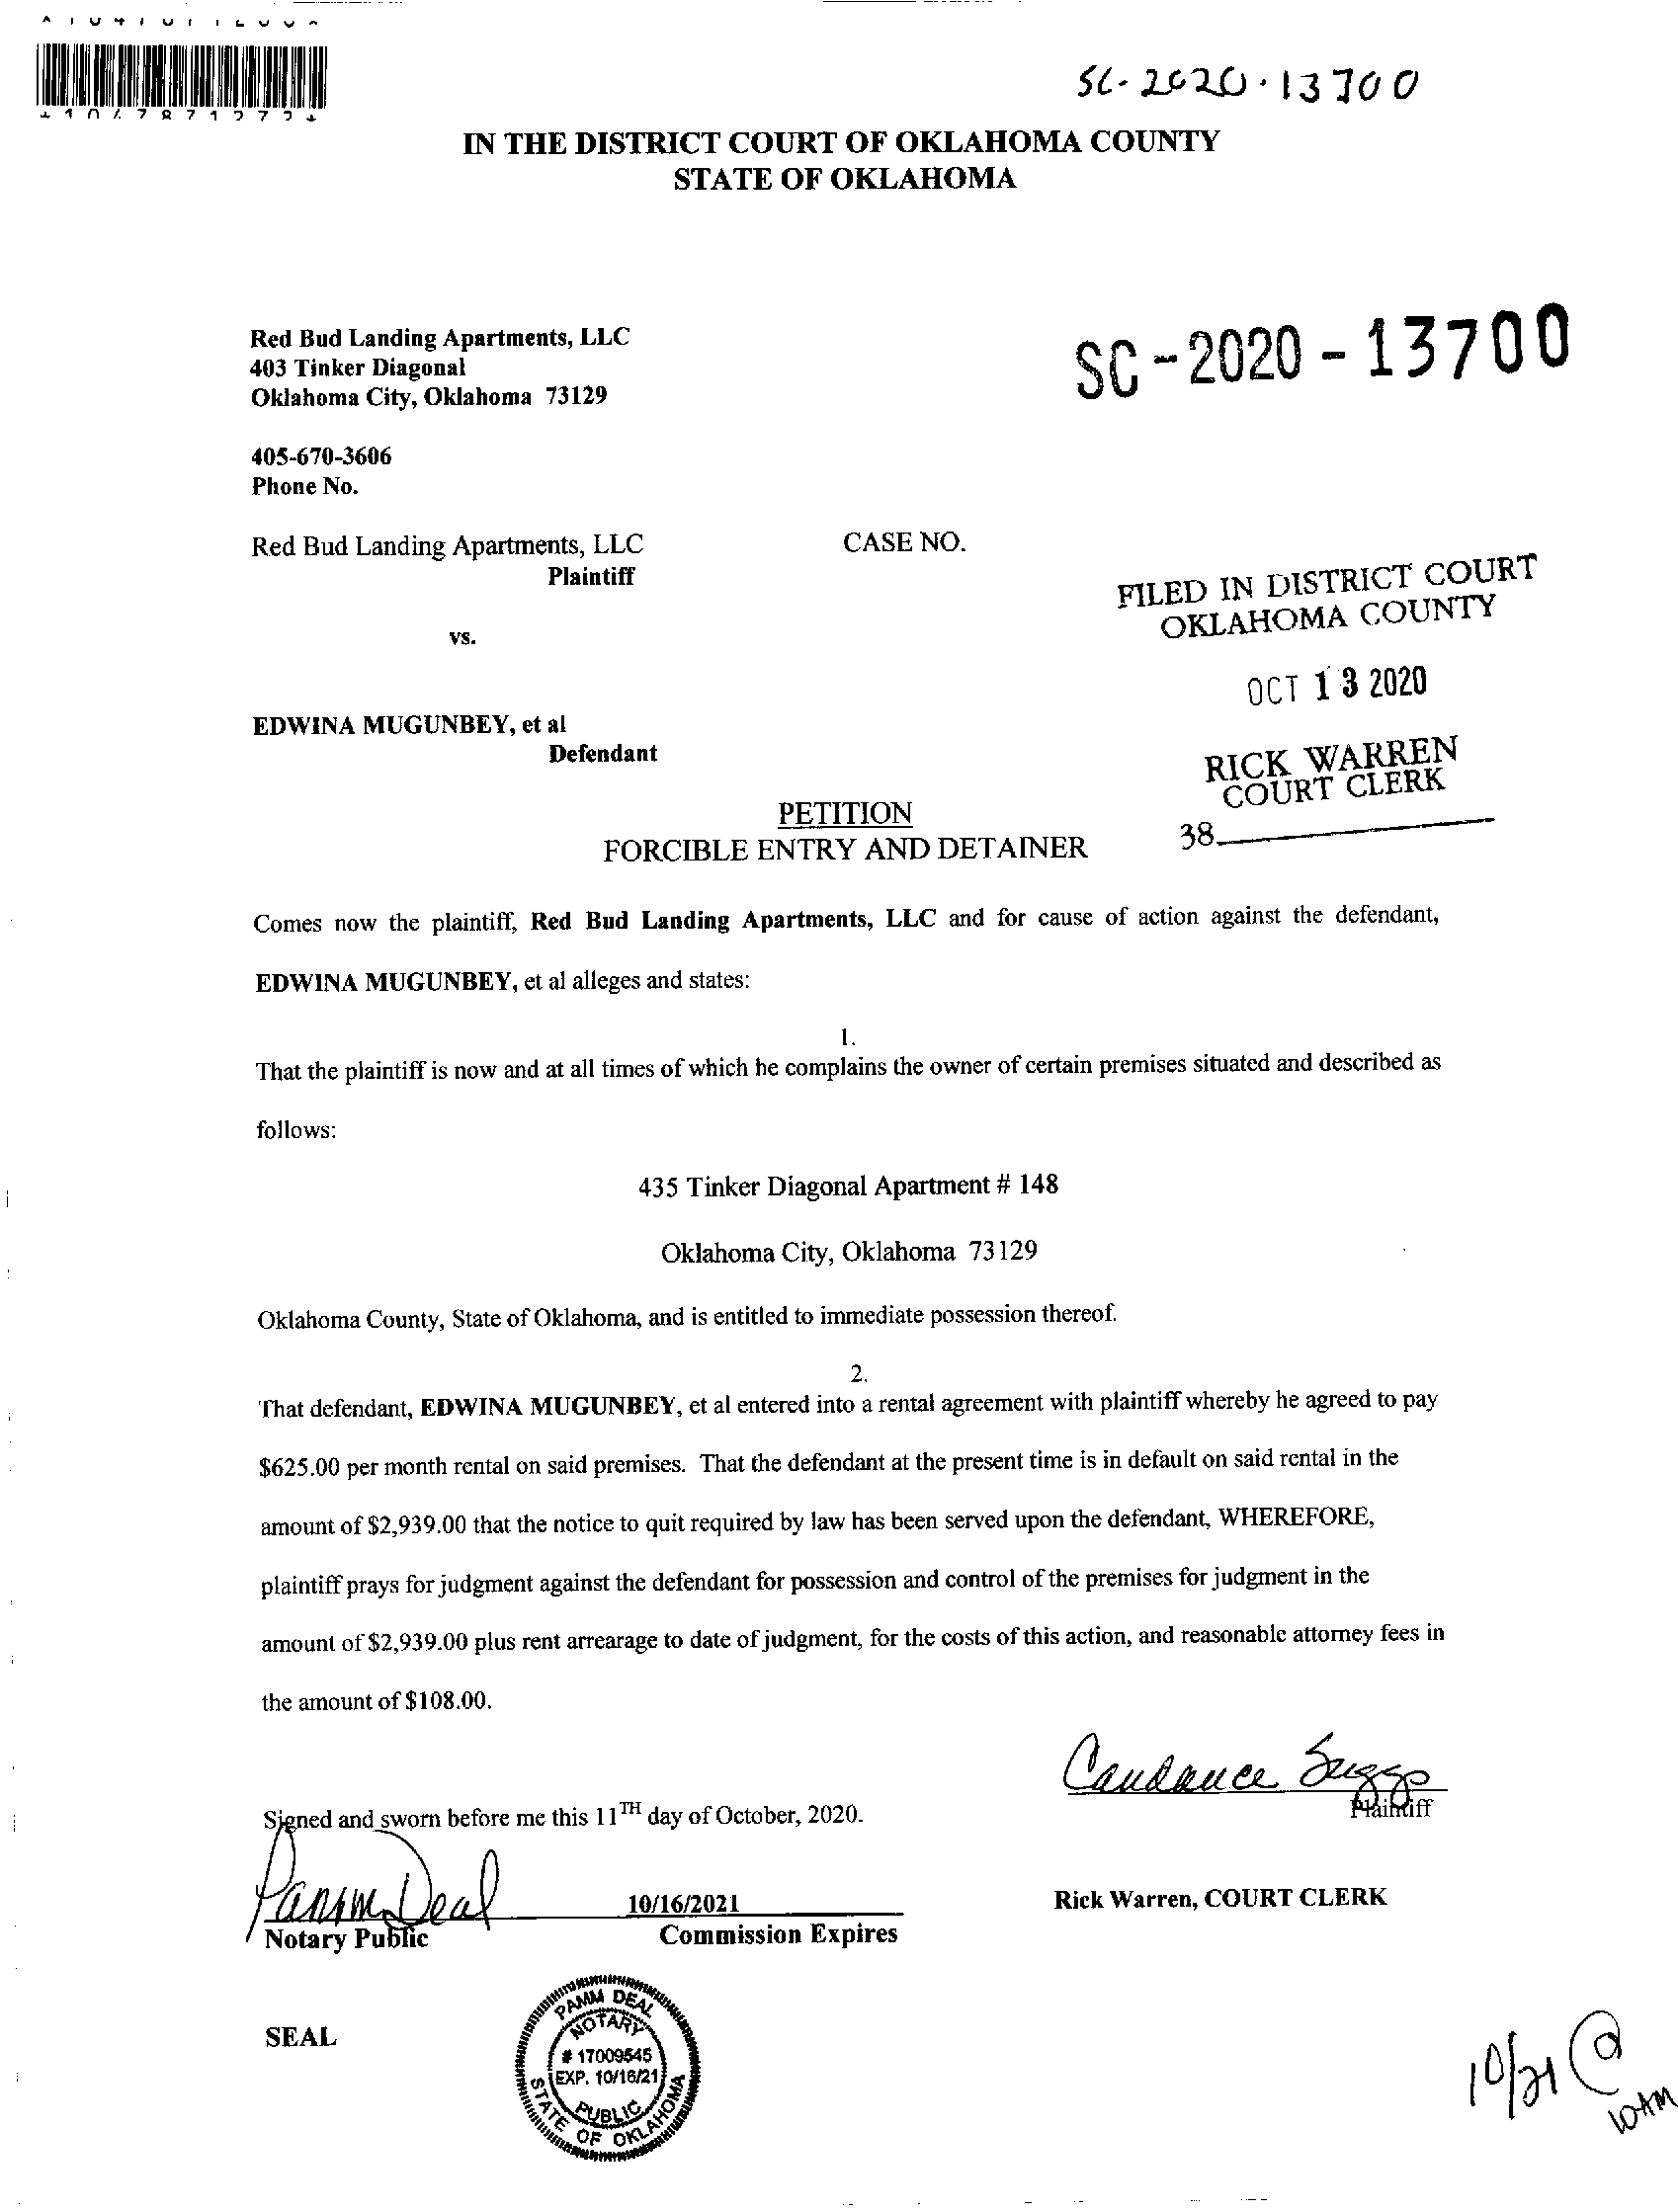 SC-2020-13700
*1047871272*
IN THE DISTRICT COURT OF OKLAHOMA COUNTY
STATE OF OKLAHOMA
Red Bud Landing Apartments, LLC
403 Tinker Diagonal
Oklahoma City, Oklahoma 73129
SC-2020-13700
405-670-3606
Phone No.
Red Bud Landing Apartments, LLC
Plaintiff
CASE NO.
FILED IN DISTRICT COURT
OKLAHOMA COUNTY
vs.
OCT 13 2020
EDWINA MUGUNBEY, et al
Defendant
RICK WARREN
COURT CLERK
38
PETITION
FORCIBLE ENTRY AND DETAINER
Comes now the plaintiff, Red Bud Landing Apartments, LLC and for cause of action against the defendant,
EDWINA MUGUNBEY, et al alleges and states:
1.
That the plaintiff is now and at all times of which he complains the owner of certain premises situated and described as
follows:
435 Tinker Diagonal Apartment # 148
Oklahoma City, Oklahoma 73129
Oklahoma County, State of Oklahoma, and is entitled to immediate possession thereof.
2.
That defendant, EDWINA MUGUNBEY, et al entered into a rental agreement with plaintiff whereby he agreed to pay
$625.00 per month rental on said premises. That the defendant at the present time is in default on said rental in the
amount of $2,939.00 that the notice to quit required by law has been served upon the defendant, WHEREFORE,
plaintiff prays for judgment against the defendant for possession and control of the premises for judgment in the
amount of $2,939.00 plus rent arrearage to date of judgment, for the costs of this action, and reasonable attorney fees in
the amount of $108.00.
Candance Suggs
Plaintiff
Signed and sworn before me this 11TH day of October, 2020.
Pamm Deal
10/16/2021
Notary Public
Commission Expires
Rick Warren, COURT CLERK
SEAL
PAMM DEAL
NOTARY
# 17009545
EXP. 10/16/21
PUBLIC
STATE OF OKLAHOMA
10/21 @
10AM